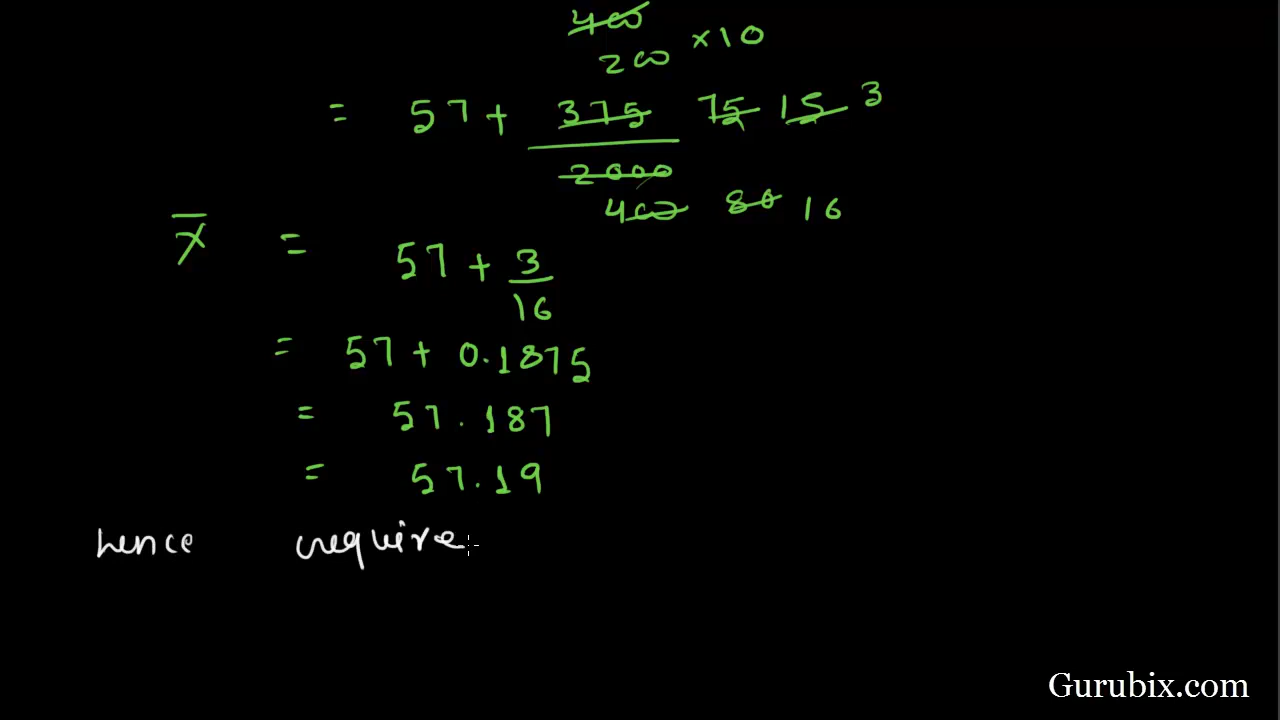 400
200 × 10
= 57 + 375 75 15 3
2000
400 80 16
x̄ = 57 + 3/16
= 57 + 0.1875
= 57.187
= 57.19
hence require
Gurubix.com